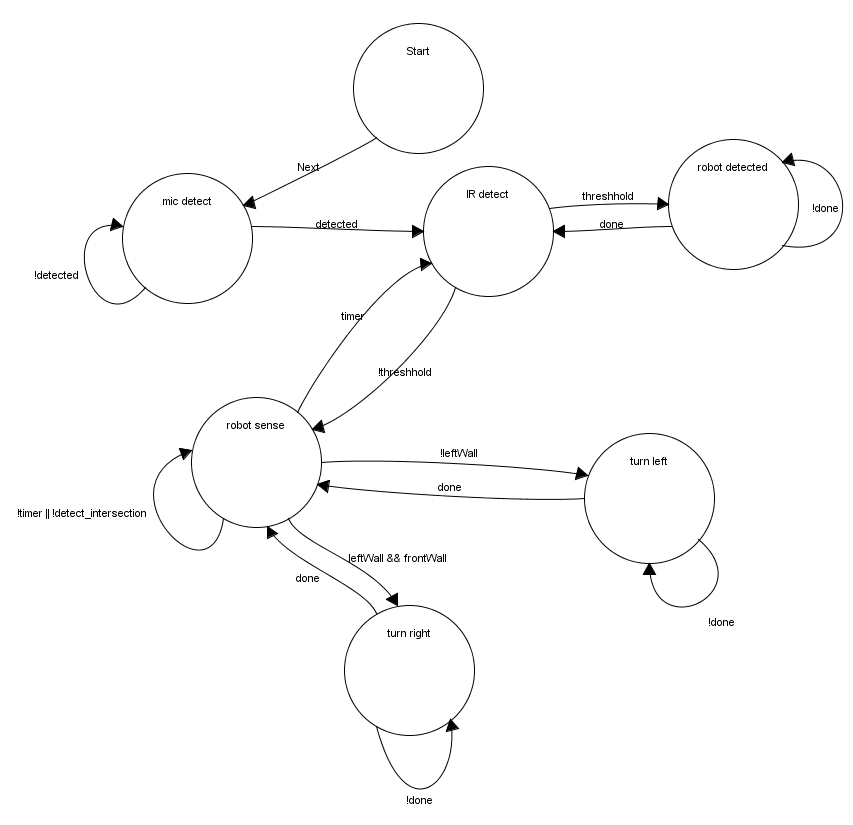 Start
Next
mic detect
detected
!detected
IR detect
threshhold
done
robot detected
!done
timer
!threshhold
robot sense
!timer || !detect_intersection
!leftWall
done
turn left
!done
leftWall && frontWall
done
turn right
!done